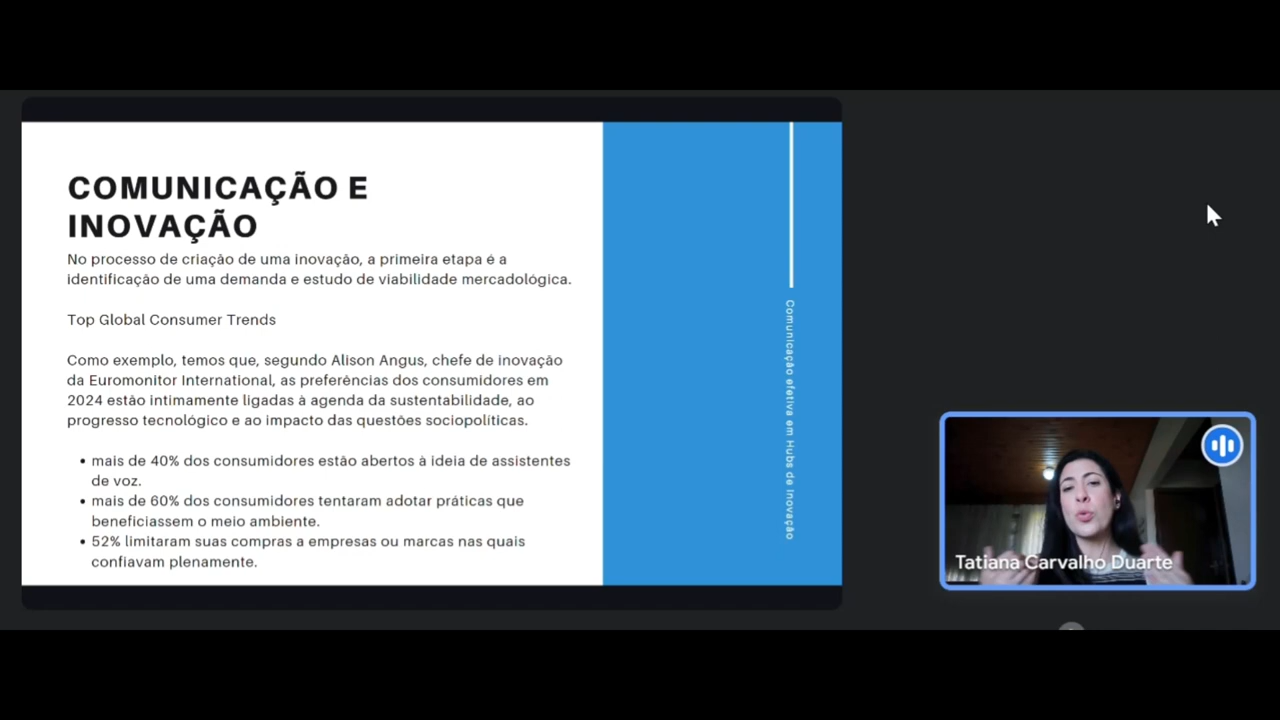 COMUNICAÇÃO E
INOVAÇÃO
No processo de criação de uma inovação, a primeira etapa é a
identificação de uma demanda e estudo de viabilidade mercadológica.
Top Global Consumer Trends
Como exemplo, temos que, segundo Alison Angus, chefe de inovação
da Euromonitor International, as preferências dos consumidores em
2024 estão intimamente ligadas à agenda da sustentabilidade, ao
progresso tecnológico e ao impacto das questões sociopolíticas.
• mais de 40% dos consumidores estão abertos à ideia de assistentes
de voz.
• mais de 60% dos consumidores tentaram adotar práticas que
beneficiassem o meio ambiente.
• 52% limitaram suas compras a empresas ou marcas nas quais
confiavam plenamente.
Comunicação efetiva em Hubs de Inovação
Tatiana Carvalho Duarte